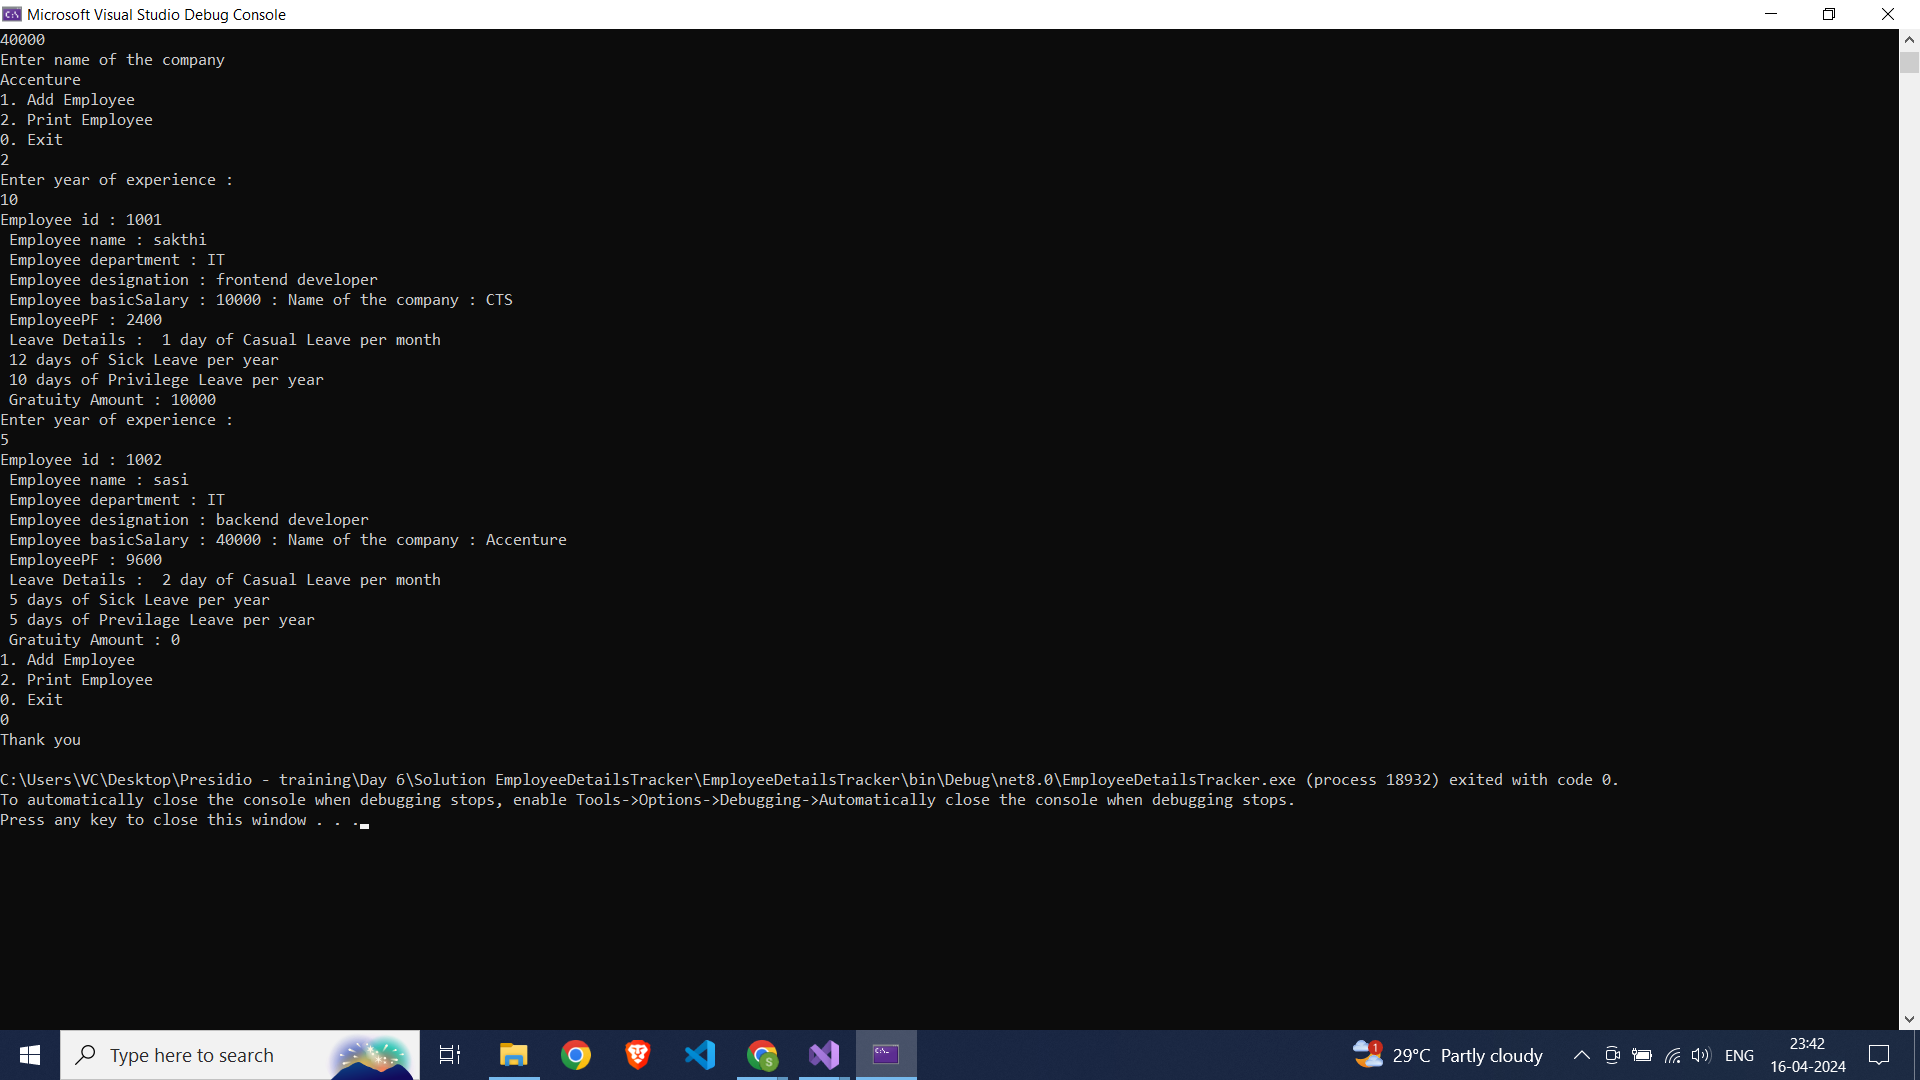 Microsoft Visual Studio Debug Console
40000
Enter name of the company
Accenture
1. Add Employee
2. Print Employee
0. Exit
2
Enter year of experience :
10
Employee id : 1001
 Employee name : sakthi
 Employee department : IT
 Employee designation : frontend developer
 Employee basicSalary : 10000 : Name of the company : CTS
 EmployeePF : 2400
 Leave Details :  1 day of Casual Leave per month
 12 days of Sick Leave per year
 10 days of Privilege Leave per year
 Gratuity Amount : 10000
Enter year of experience :
5
Employee id : 1002
 Employee name : sasi
 Employee department : IT
 Employee designation : backend developer
 Employee basicSalary : 40000 : Name of the company : Accenture
 EmployeePF : 9600
 Leave Details :  2 day of Casual Leave per month
 5 days of Sick Leave per year
 5 days of Previlage Leave per year
 Gratuity Amount : 0
1. Add Employee
2. Print Employee
0. Exit
0
Thank you
C:\Users\VC\Desktop\Presidio - training\Day 6\Solution EmployeeDetailsTracker\EmployeeDetailsTracker\bin\Debug\net8.0\EmployeeDetailsTracker.exe (process 18932) exited with code 0.
To automatically close the console when debugging stops, enable Tools->Options->Debugging->Automatically close the console when debugging stops.
Press any key to close this window . . .
Type here to search
S
1
29°C Partly cloudy
ENG
23:42
16-04-2024